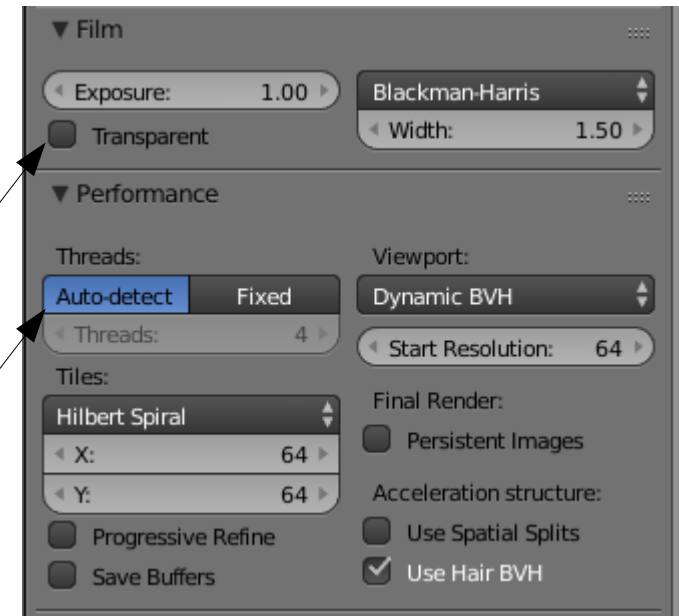 Film
Exposure: 1.00
Blackman-Harris
Transparent
Width: 1.50
Performance
Threads:
Viewport:
Auto-detect Fixed
Dynamic BVH
Threads: 4
Start Resolution: 64
Tiles:
Final Render:
Hilbert Spiral
Persistent Images
X: 64
Y: 64
Acceleration structure:
Progressive Refine
Use Spatial Splits
Save Buffers
Use Hair BVH